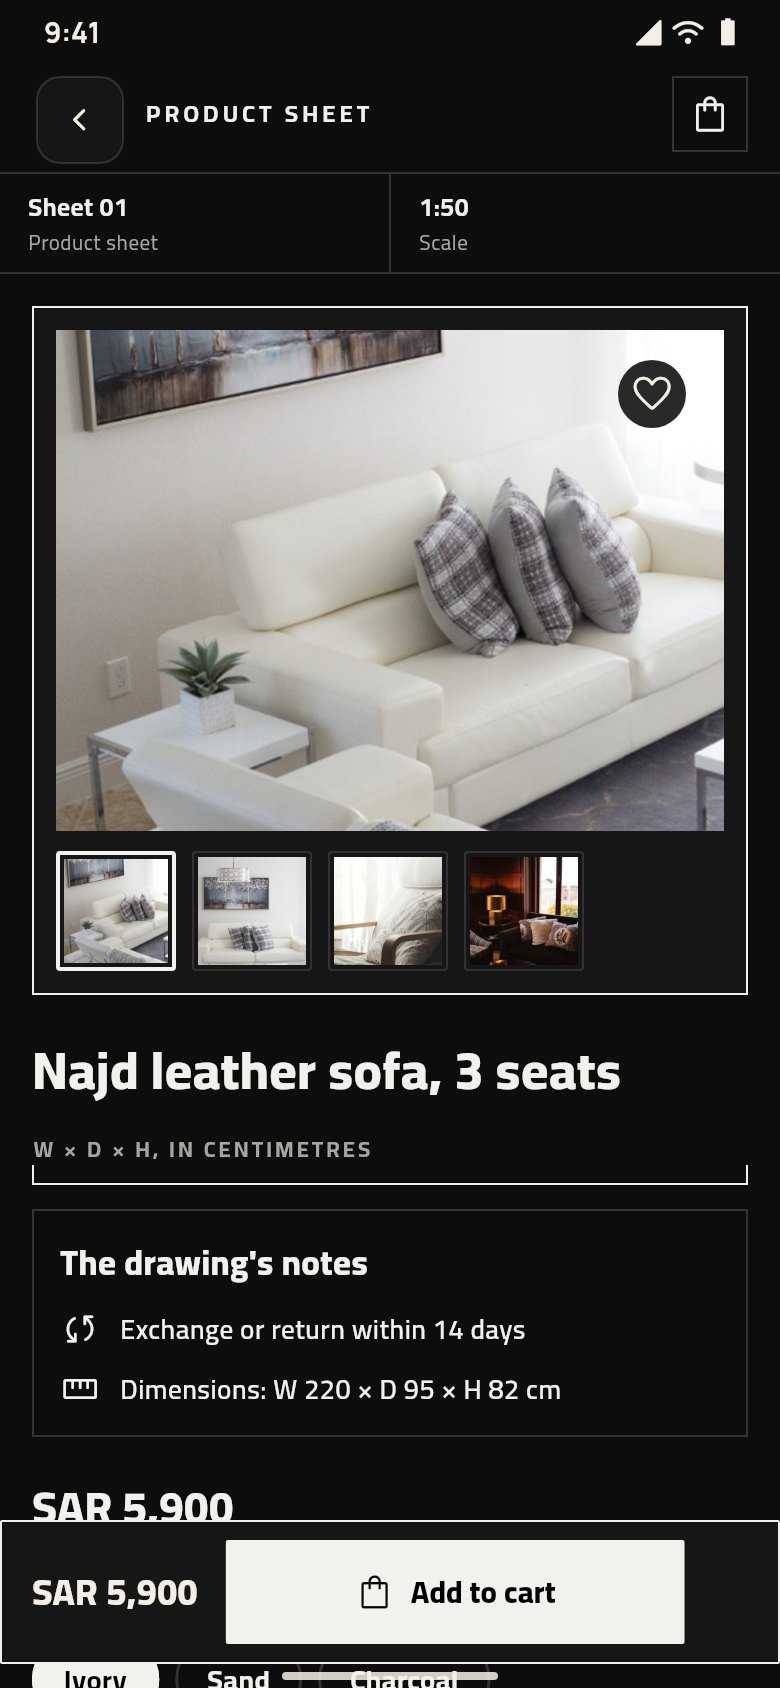 9:41
PRODUCT SHEET
Sheet 01
Product sheet
1:50
Scale
Najd leather sofa, 3 seats
W × D × H, IN CENTIMETRES
The drawing's notes
Exchange or return within 14 days
Dimensions: W 220 × D 95 × H 82 cm
SAR 5,900
SAR 5,900
Add to cart
Ivory
Sand
Charcoal